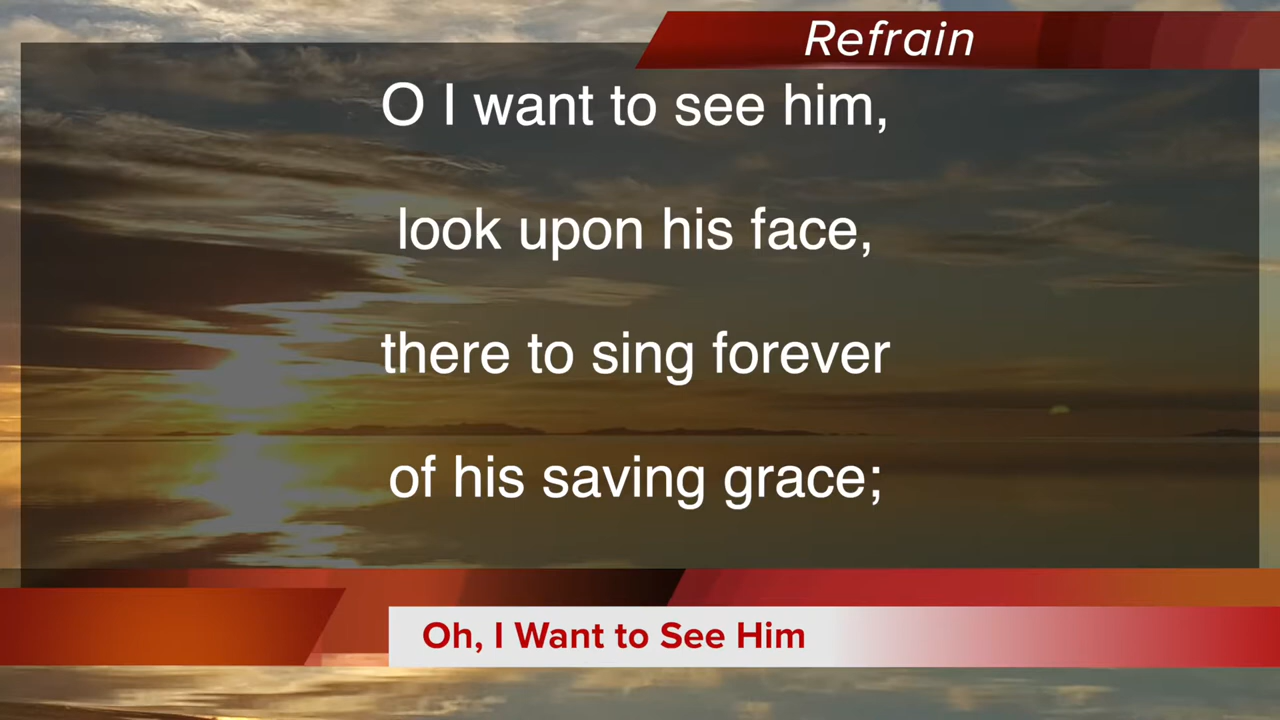 Refrain
O I want to see him,
look upon his face,
there to sing forever
of his saving grace;
Oh, I Want to See Him